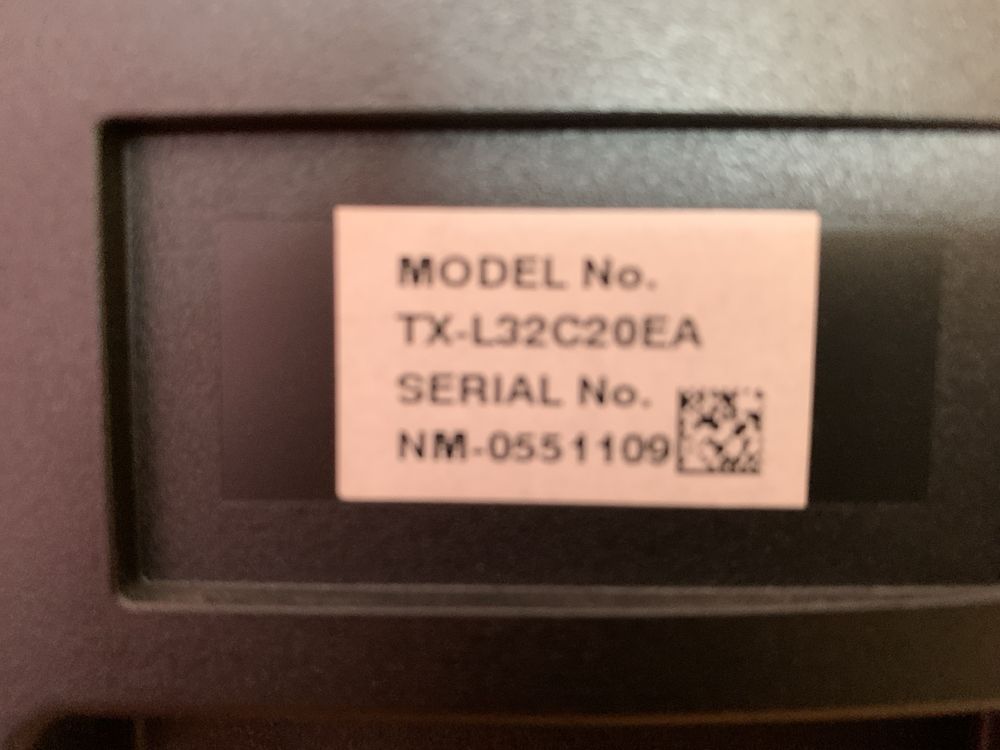 MODEL No.
TX-L32C20EA
SERIAL No.
NM-0551109